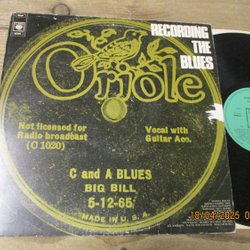 RECORDING
THE
BLUES
Oriole
Not licensed for
Radio broadcast
(C 1020)
Vocal with
Guitar Acc.
C and A BLUES
BIG BILL
5-12-65
MADE IN U.S.A.
18/04/2025